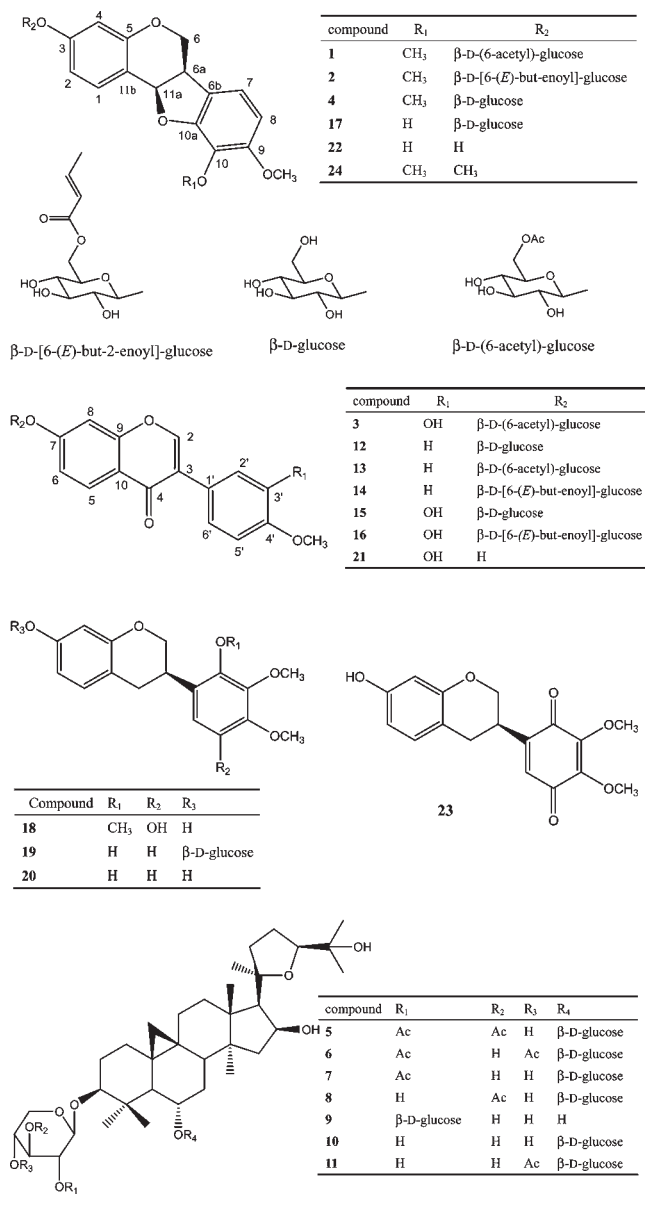 R₂O
4
5
O
6
3
2
1
11b
11a
6a
6b
7
8
O
10a
10
9
R₁O
OCH₃
compound R₁ R₂
1 CH₃ β-D-(6-acetyl)-glucose
2 CH₃ β-D-[6-(E)-but-enoyl]-glucose
4 CH₃ β-D-glucose
17 H β-D-glucose
22 H H
24 CH₃ CH₃
O
O
O
HO
HO
OH
β-D-[6-(E)-but-2-enoyl]-glucose
OH
O
HO
HO
OH
β-D-glucose
OAc
O
HO
HO
OH
β-D-(6-acetyl)-glucose
R₂O
8
9
O
2
7
6
5
10
4
3
O
1'
2'
R₁
3'
4'
5'
6'
OCH₃
compound R₁ R₂
3 OH β-D-(6-acetyl)-glucose
12 H β-D-glucose
13 H β-D-(6-acetyl)-glucose
14 H β-D-[6-(E)-but-enoyl]-glucose
15 OH β-D-glucose
16 OH β-D-[6-(E)-but-enoyl]-glucose
21 OH H
R₃O
O
OR₁
OCH₃
OCH₃
R₂
Compound R₁ R₂ R₃
18 CH₃ OH H
19 H H β-D-glucose
20 H H H
HO
O
O
OCH₃
OCH₃
O
23
O
OH
OH
O
O
OR₂
OR₃
OR₁
OR₄
compound R₁ R₂ R₃ R₄
5 Ac Ac H β-D-glucose
6 Ac H Ac β-D-glucose
7 Ac H H β-D-glucose
8 H Ac H β-D-glucose
9 β-D-glucose H H H
10 H H H β-D-glucose
11 H H Ac β-D-glucose